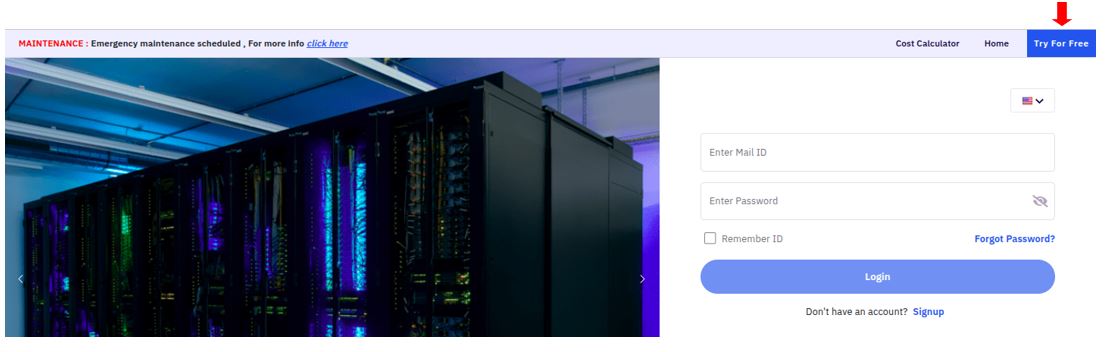 MAINTENANCE : Emergency maintenance scheduled , For more info click here
Cost Calculator Home Try For Free
Enter Mail ID
Enter Password
Remember ID Forgot Password?
Login
Don't have an account? Signup